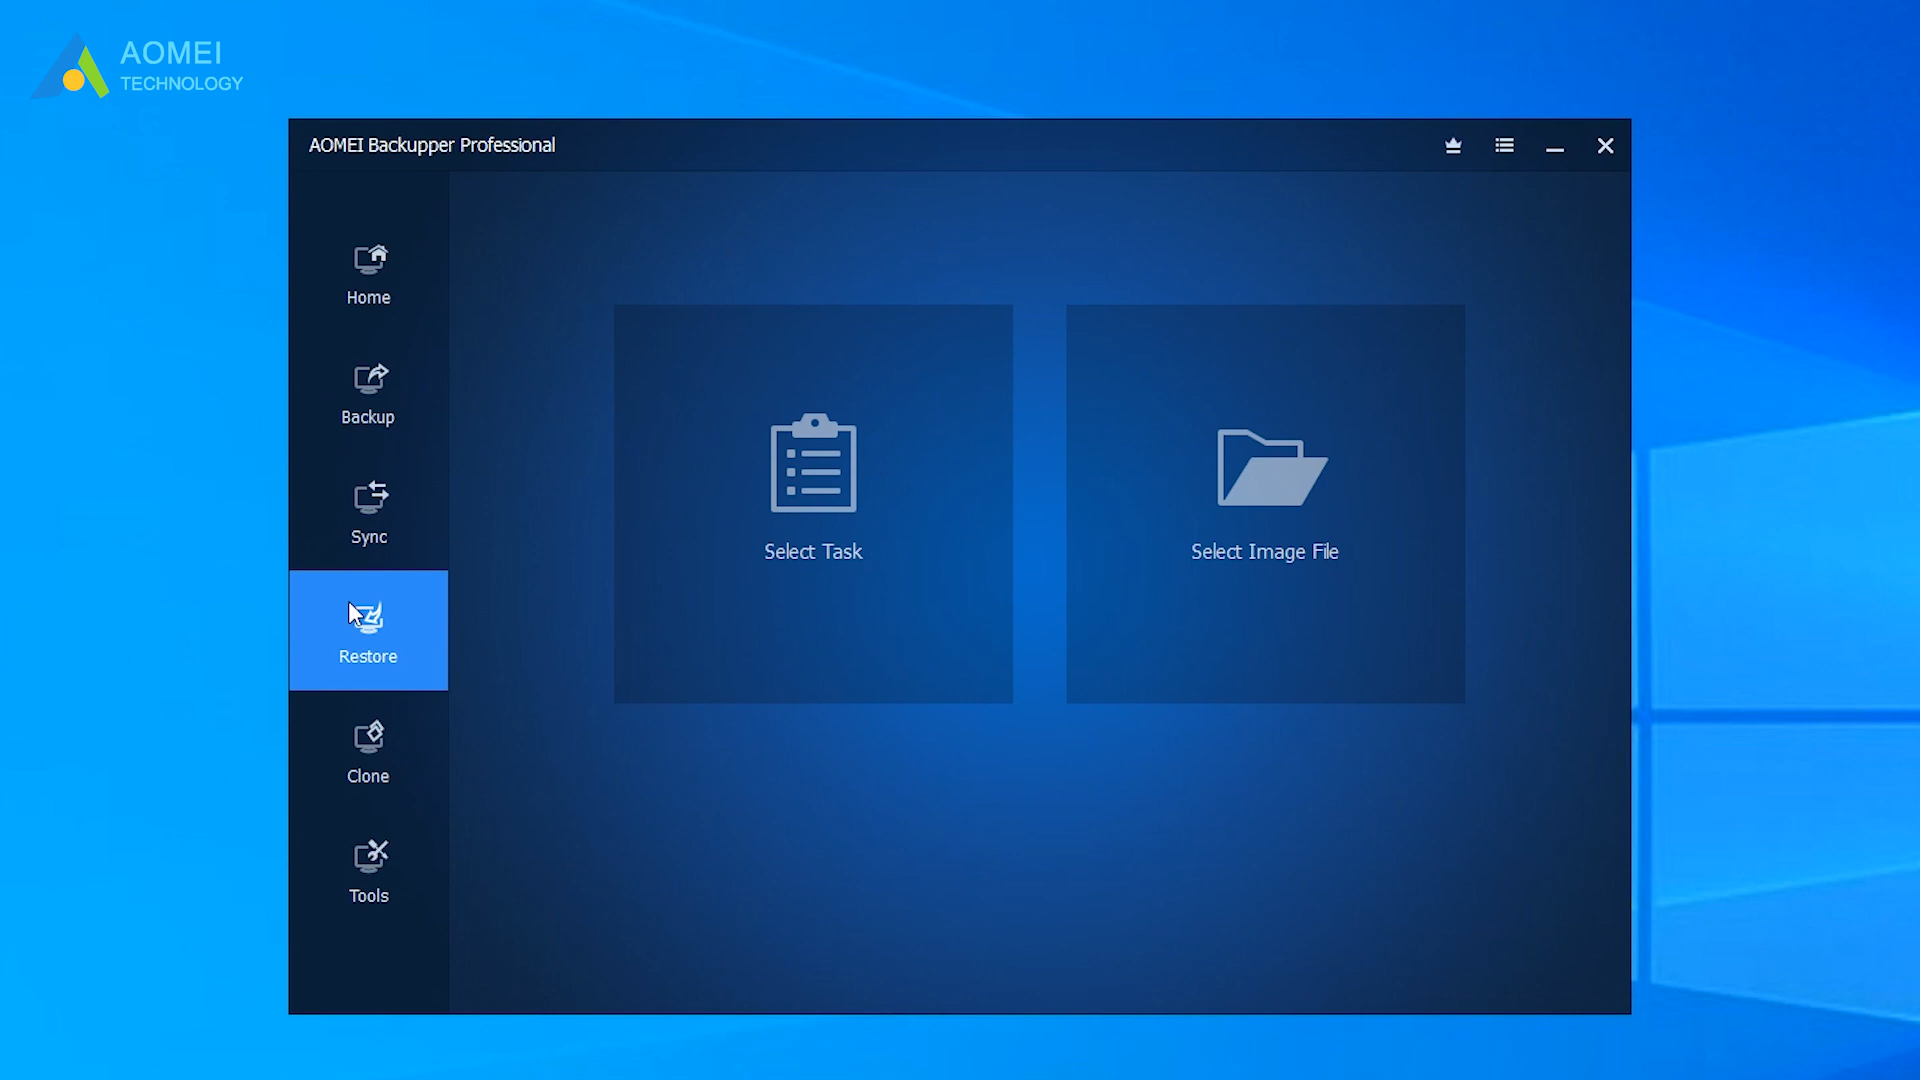 AOMEI
TECHNOLOGY
AOMEI Backupper Professional
Home
Backup
Sync
Restore
Clone
Tools
Select Task
Select Image File